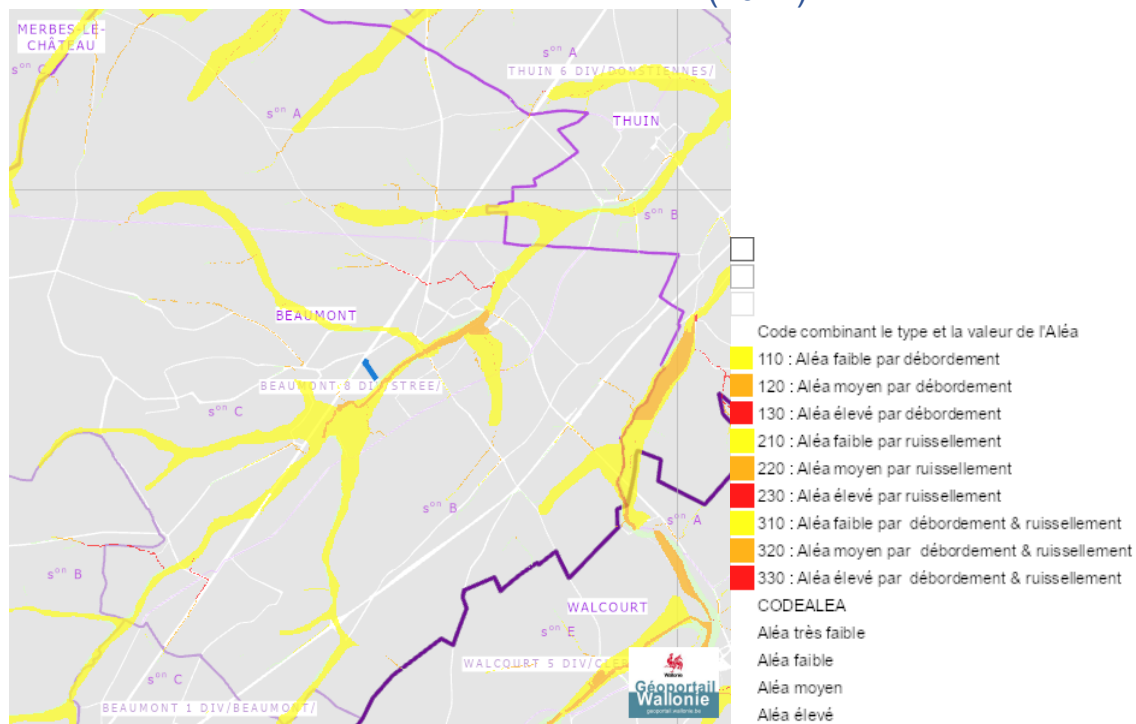 MERBES-LE-
CHÂTEAU
sᵒⁿ C
sᵒⁿ A
THUIN 6 DIV/DONSTIENNES/
sᵒⁿ A
THUIN
sᵒⁿ B
BEAUMONT
BEAUMONT 8 DIV/STREE/
sᵒⁿ C
sᵒⁿ B
sᵒⁿ A
sᵒⁿ B
WALCOURT
sᵒⁿ E
WALCOURT 5 DIV/
sᵒⁿ C
BEAUMONT 1 DIV/BEAUMONT/
Wallonie
Géoportail
Wallonie
geoportail.wallonie.be
Code combinant le type et la valeur de l'Aléa
110 : Aléa faible par débordement
120 : Aléa moyen par débordement
130 : Aléa élevé par débordement
210 : Aléa faible par ruissellement
220 : Aléa moyen par ruissellement
230 : Aléa élevé par ruissellement
310 : Aléa faible par débordement & ruissellement
320 : Aléa moyen par débordement & ruissellement
330 : Aléa élevé par débordement & ruissellement
CODEALEA
Aléa très faible
Aléa faible
Aléa moyen
Aléa élevé